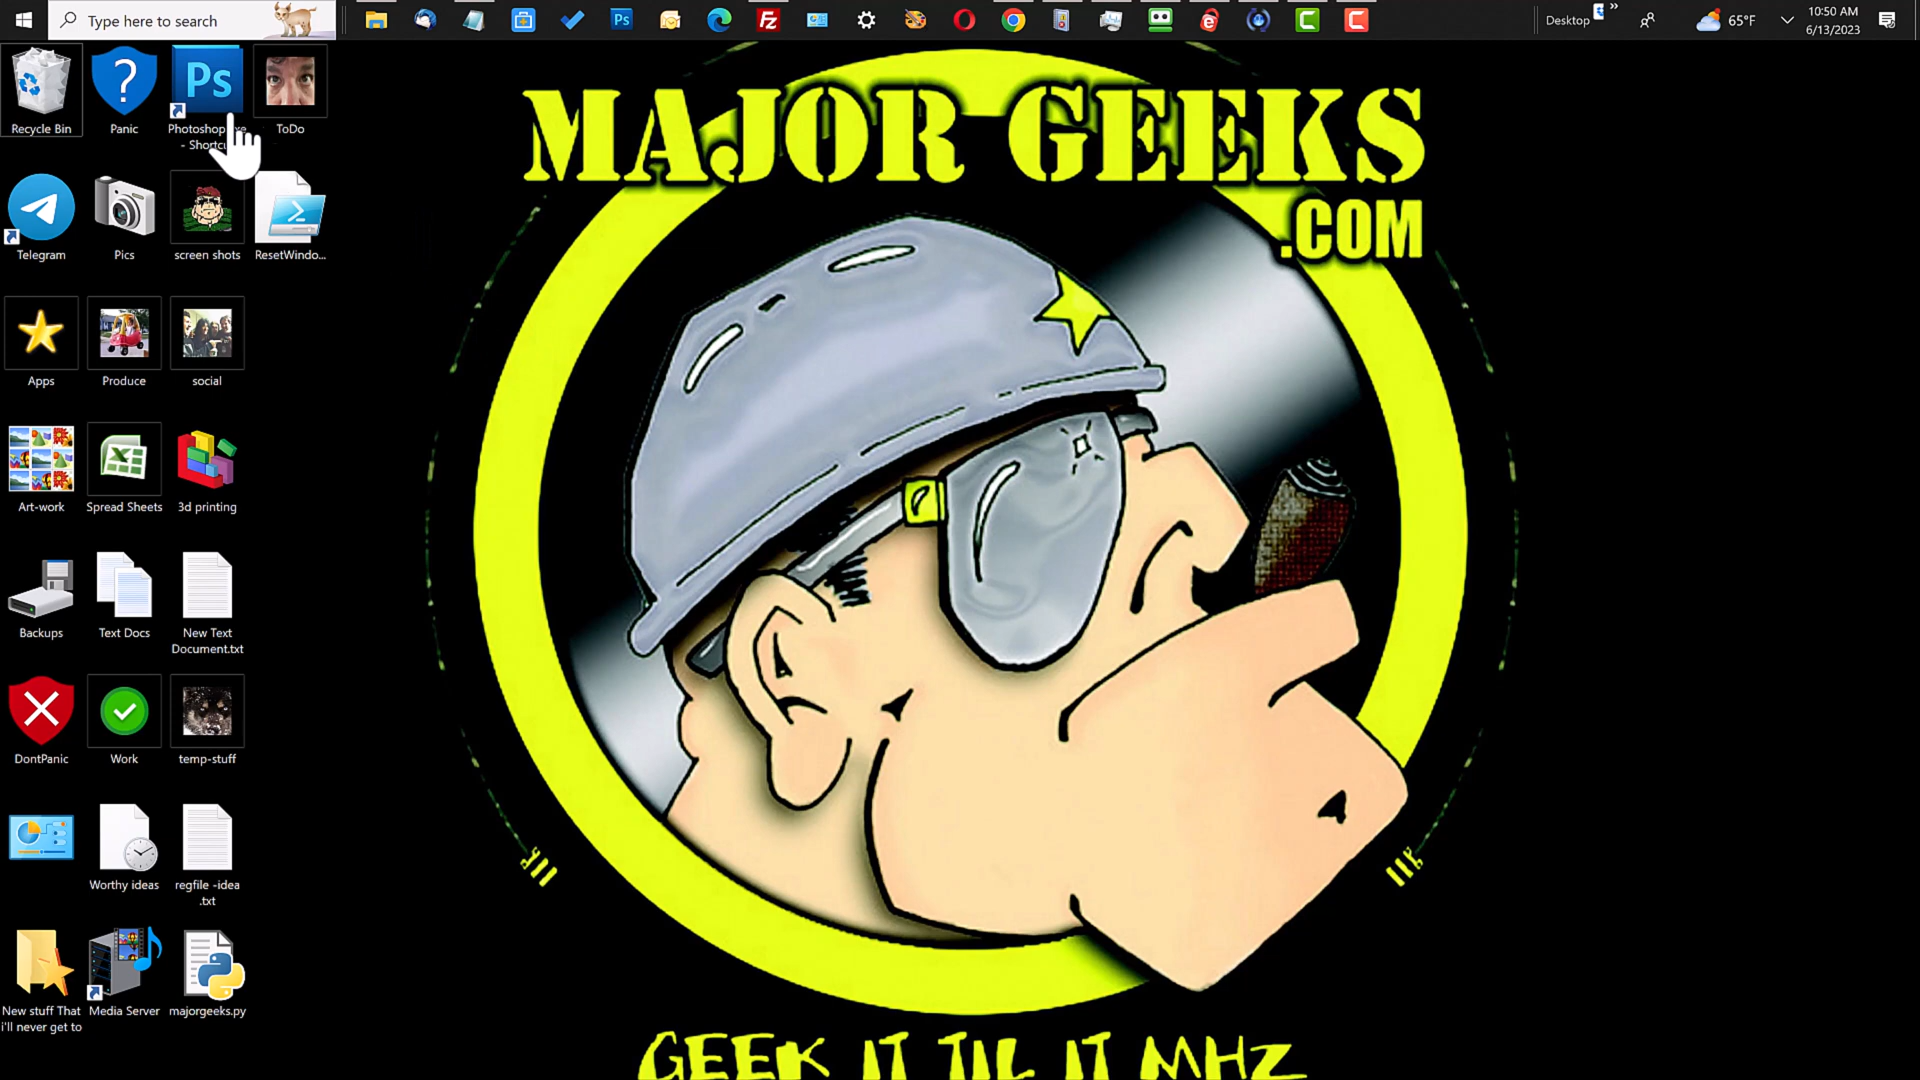 Type here to search
Ps
Desktop
»
65°F
10:50 AM
6/13/2023
Recycle Bin
Panic
Ps
Photoshop
- Shortcu
ToDo
MAJOR GEEKS
.COM
Telegram
Pics
screen shots
ResetWindo...
Apps
Produce
social
Art-work
Spread Sheets
3d printing
Backups
Text Docs
New Text
Document.txt
DontPanic
Work
temp-stuff
Worthy ideas
regfile -idea
.txt
New stuff That
i'll never get to
Media Server
majorgeeks.py
GEEK IT TIL IT MHZ